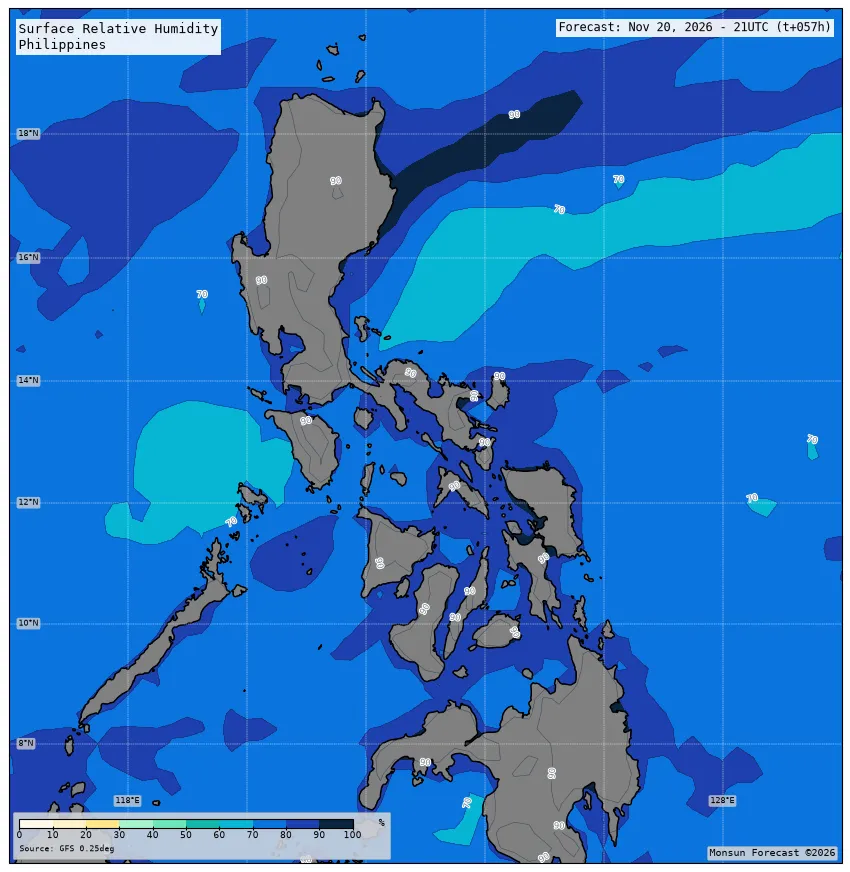 Surface Relative Humidity
Philippines
Forecast: Nov 20, 2026 - 21UTC (t+057h)
90
18°N
70
90
70
16°N
90
70
14°N
90
90
90
90
90
70
12°N
90
70
70
90
90
90
90
10°N
90
90
8°N
90
90
118°E
128°E
70
90
90
90
0 10 20 30 40 50 60 70 80 90 100 %
Source: GFS 0.25deg
Monsun Forecast ©2026